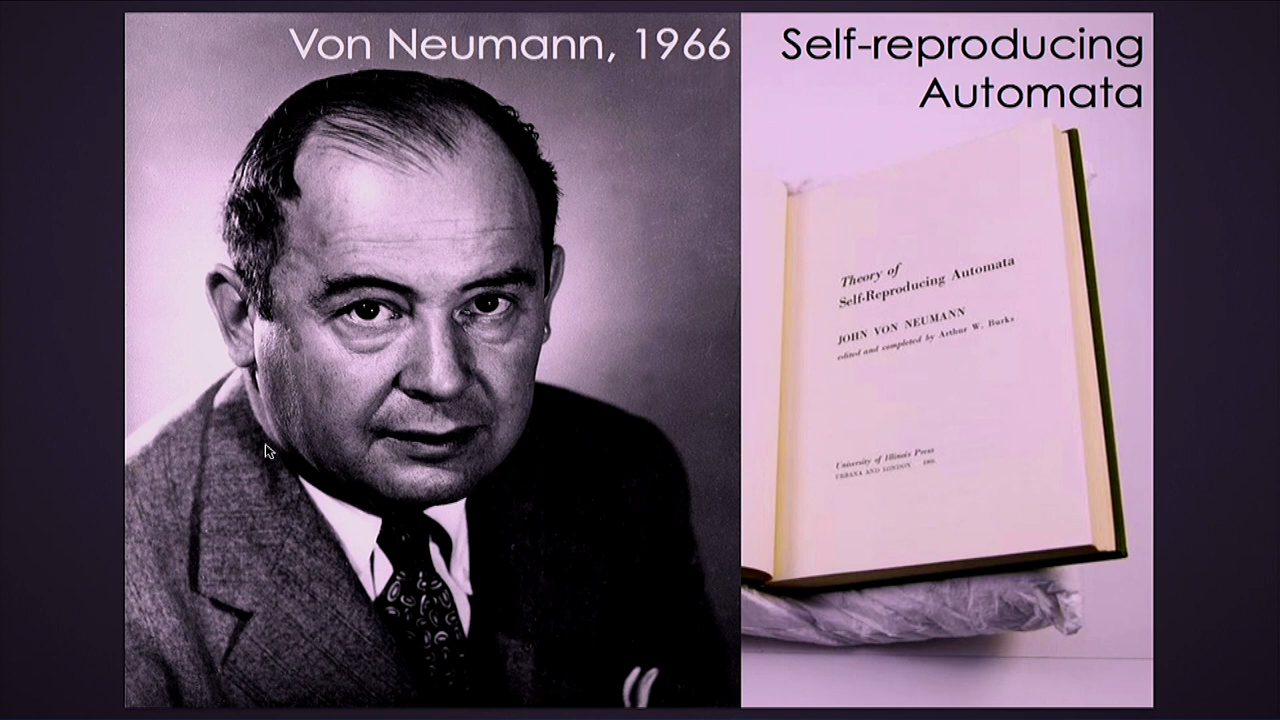 Von Neumann, 1966
Self-reproducing
Automata
Theory of
Self-Reproducing Automata
JOHN VON NEUMANN
edited and completed by Arthur W. Burks
University of Illinois Press
URBANA AND LONDON 1966